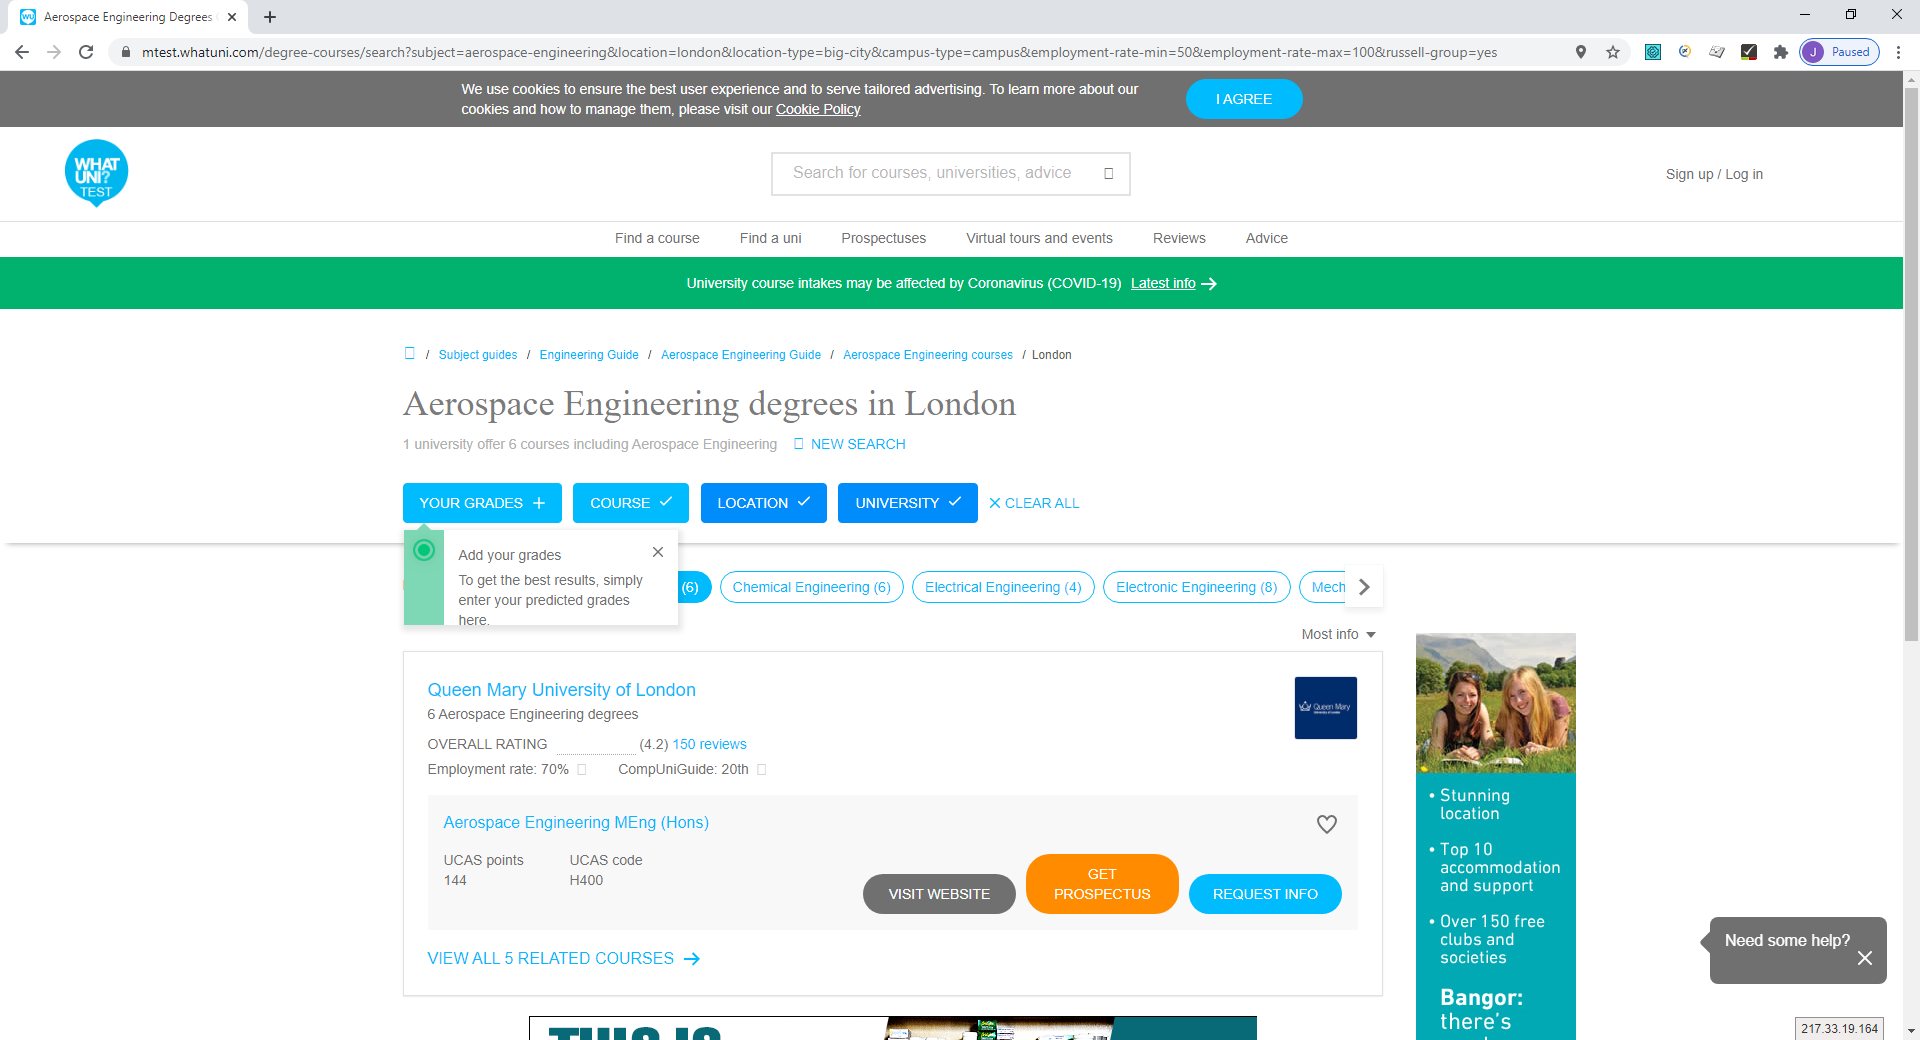 Aerospace Engineering Degrees
mtest.whatuni.com/degree-courses/search?subject=aerospace-engineering&location=london&location-type=big-city&campus-type=campus&employment-rate-min=50&employment-rate-max=100&russell-group=yes
J Paused
We use cookies to ensure the best user experience and to serve tailored advertising. To learn more about our
cookies and how to manage them, please visit our Cookie Policy
I AGREE
WHAT
UNI?
TEST
Search for courses, universities, advice
Sign up / Log in
Find a course Find a uni Prospectuses Virtual tours and events Reviews Advice
University course intakes may be affected by Coronavirus (COVID-19) Latest info
/ Subject guides / Engineering Guide / Aerospace Engineering Guide / Aerospace Engineering courses / London
Aerospace Engineering degrees in London
1 university offer 6 courses including Aerospace Engineering NEW SEARCH
YOUR GRADES COURSE LOCATION UNIVERSITY CLEAR ALL
Add your grades
To get the best results, simply
enter your predicted grades
here.
(6) Chemical Engineering (6) Electrical Engineering (4) Electronic Engineering (8) Mech
Most info
Queen Mary University of London
6 Aerospace Engineering degrees
OVERALL RATING (4.2) 150 reviews
Employment rate: 70% CompUniGuide: 20th
Queen Mary
University of London
Aerospace Engineering MEng (Hons)
UCAS points UCAS code
144 H400
VISIT WEBSITE
GET
PROSPECTUS
REQUEST INFO
VIEW ALL 5 RELATED COURSES
• Stunning
location
• Top 10
accommodation
and support
• Over 150 free
clubs and
societies
Bangor:
there's
Need some help?
THIS IS
217.33.19.164